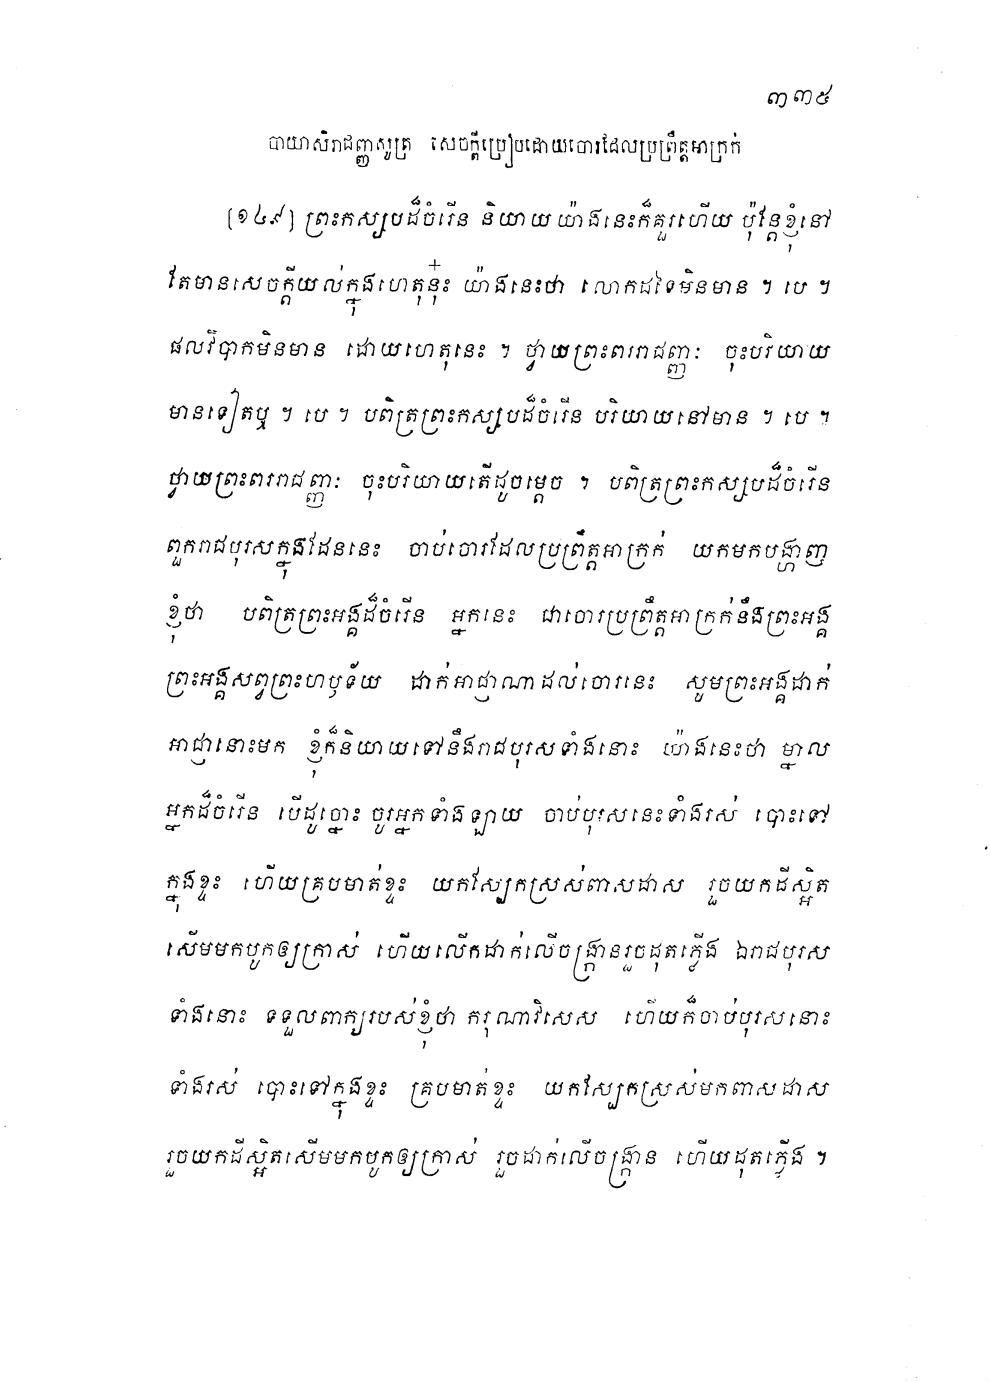 ៣៣៥
បាយាសិរាជញ្ញសូត្រ សេចក្តីប្រៀបដោយចោរដែលប្រព្រឹត្តអាក្រក់
[១៤៩] ព្រះកស្សបដ៏ចំរើន និយាយយ៉ាងនេះក៏គួរហើយ ប៉ុន្តែខ្ញុំនៅ
តែមានសេចក្តីយល់ក្នុងហេតុនុ៎ះ យ៉ាងនេះថា លោកដទៃមិនមាន ។ បេ ។
ផលវិបាកមិនមាន ដោយហេតុនេះ ។ ថ្វាយព្រះពររាជញ្ញៈ ចុះបរិយាយ
មានទៀតឬ ។ បេ ។ បពិត្រព្រះកស្សបដ៏ចំរើន បរិយាយនៅមាន ។ បេ ។
ថ្វាយព្រះពររាជញ្ញៈ ចុះបរិយាយតើដូចម្តេច ។ បពិត្រព្រះកស្សបដ៏ចំរើន
ពួករាជបុរសក្នុងដែននេះ ចាប់ចោរដែលប្រព្រឹត្តអាក្រក់ យកមកបង្ហាញ
ខ្ញុំថា បពិត្រព្រះអង្គដ៏ចំរើន អ្នកនេះ ជាចោរប្រព្រឹត្តអាក្រក់នឹងព្រះអង្គ
ព្រះអង្គសព្វព្រះហឫទ័យ ដាក់អាជ្ញាណាដល់ចោរនេះ សូមព្រះអង្គដាក់
អាជ្ញានោះមក ខ្ញុំក៏និយាយទៅនឹងរាជបុរសទាំងនោះ យ៉ាងនេះថា ម្នាល
អ្នកដ៏ចំរើន បើដូច្នោះ ចូរអ្នកទាំងឡាយ ចាប់បុរសនេះទាំងរស់ បោះទៅ
ក្នុងខ្ទះ ហើយគ្របមាត់ខ្ទះ យកស្បែកស្រស់ពាសដាស រួចយកដីស្អិត
សើមមកបូកឲ្យក្រាស់ ហើយលើកដាក់លើចង្ក្រានរួចដុតភ្លើង ឯរាជបុរស
ទាំងនោះ ទទួលពាក្យរបស់ខ្ញុំថា ករុណាវិសេស ហើយក៏ចាប់បុរសនោះ
ទាំងរស់ បោះទៅក្នុងខ្ទះ គ្របមាត់ខ្ទះ យកស្បែកស្រស់មកពាសដាស
រួចយកដីស្អិតសើមមកបូកឲ្យក្រាស់ រួចដាក់លើចង្ក្រាន ហើយដុតភ្លើង ។